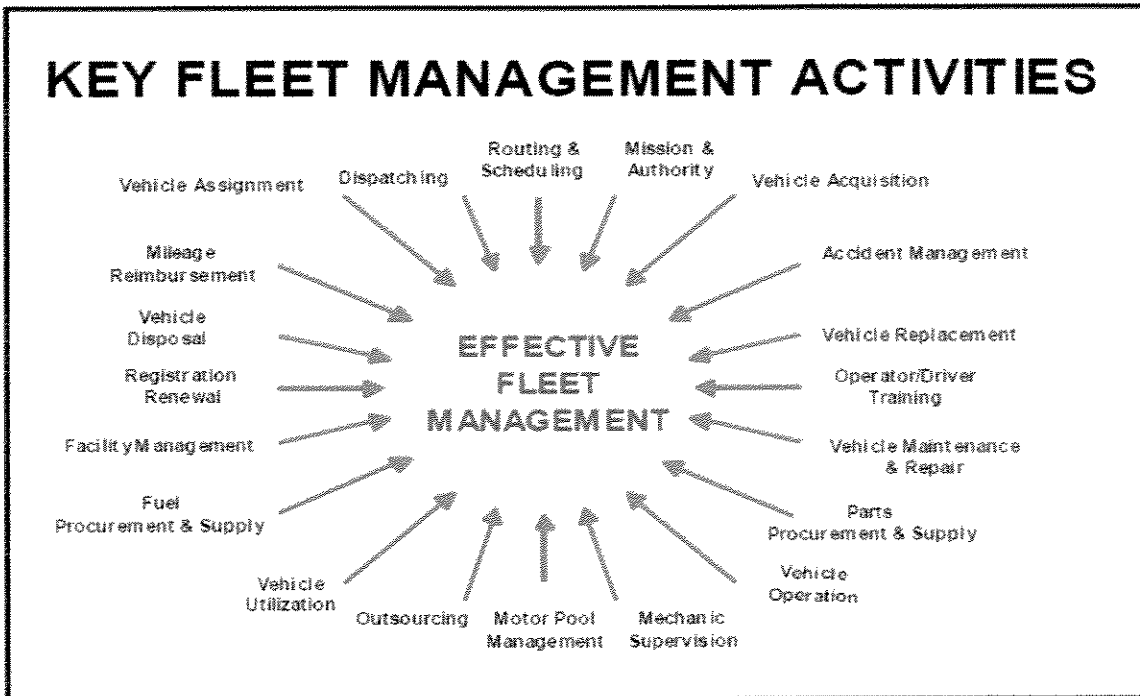 KEY FLEET MANAGEMENT ACTIVITIES
Routing &
Scheduling
Mission &
Authority
Vehicle Assignment
Dispatching
Vehicle Acquisition
Mileage
Reimbursement
Accident Management
Vehicle
Disposal
Vehicle Replacement
EFFECTIVE
FLEET
MANAGEMENT
Registration
Renewal
Operator/Driver
Training
Facility Management
Vehicle Maintenance
& Repair
Fuel
Procurement & Supply
Parts
Procurement & Supply
Vehicle
Utilization
Vehicle
Operation
Outsourcing
Motor Pool
Management
Mechanic
Supervision